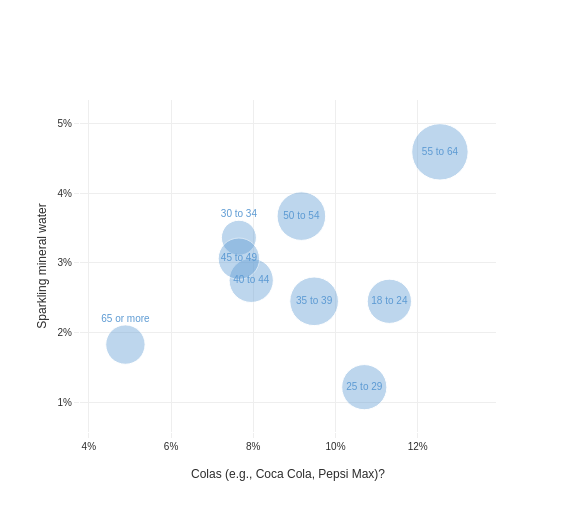 5%
55 to 64
4%
30 to 34
50 to 54
3%
45 to 49
40 to 44
35 to 39
18 to 24
65 or more
2%
25 to 29
1%
Sparkling mineral water
4%
6%
8%
10%
12%
Colas (e.g., Coca Cola, Pepsi Max)?